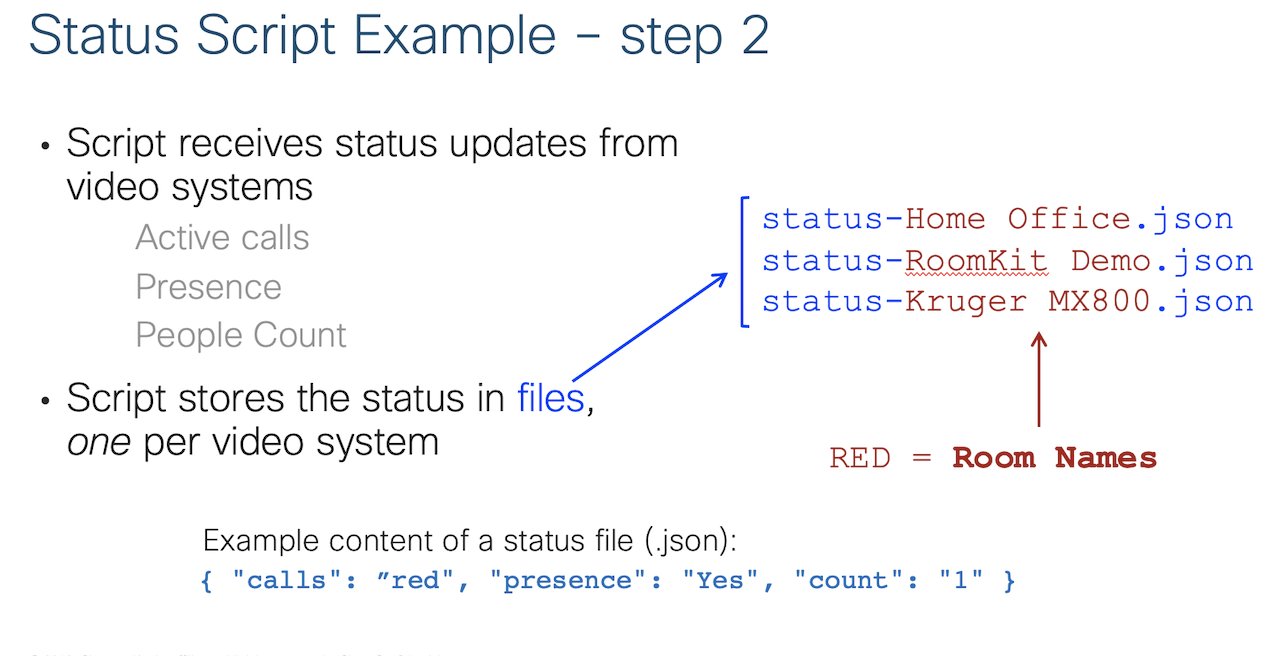 Status Script Example – step 2
• Script receives status updates from
video systems
Active calls
Presence
People Count
• Script stores the status in files,
one per video system
status-Home Office.json
status-RoomKit Demo.json
status-Kruger MX800.json
RED = Room Names
Example content of a status file (.json):
{ "calls": ”red", "presence": "Yes", "count": "1" }